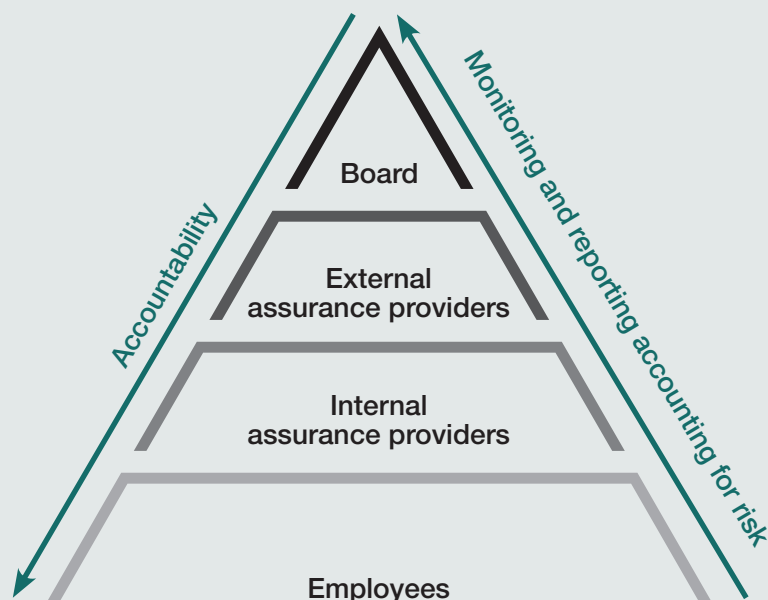 Board
External
assurance providers
Internal
assurance providers
Employees
Accountability
Monitoring and reporting accounting for risk